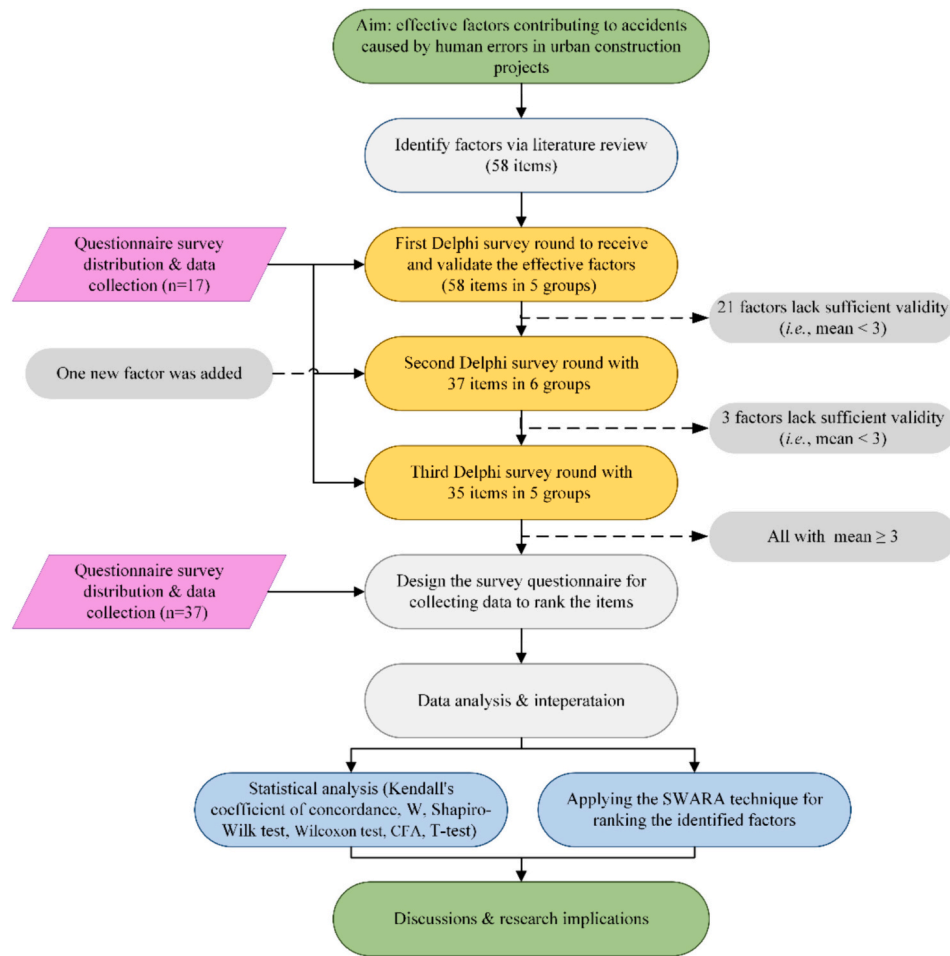 Aim: effective factors contributing to accidents
caused by human errors in urban construction
projects
Identify factors via literature review
(58 items)
Questionnaire survey
distribution & data
collection (n=17)
First Delphi survey round to receive
and validate the effective factors
(58 items in 5 groups)
21 factors lack sufficient validity
(i.e., mean < 3)
One new factor was added
Second Delphi survey round with
37 items in 6 groups
3 factors lack sufficient validity
(i.e., mean < 3)
Third Delphi survey round with
35 items in 5 groups
All with mean ≥ 3
Questionnaire survey
distribution & data
collection (n=37)
Design the survey questionnaire for
collecting data to rank the items
Data analysis & inteperataion
Statistical analysis (Kendall's
coefficient of concordance, W, Shapiro-
Wilk test, Wilcoxon test, CFA, T-test)
Applying the SWARA technique for
ranking the identified factors
Discussions & research implications